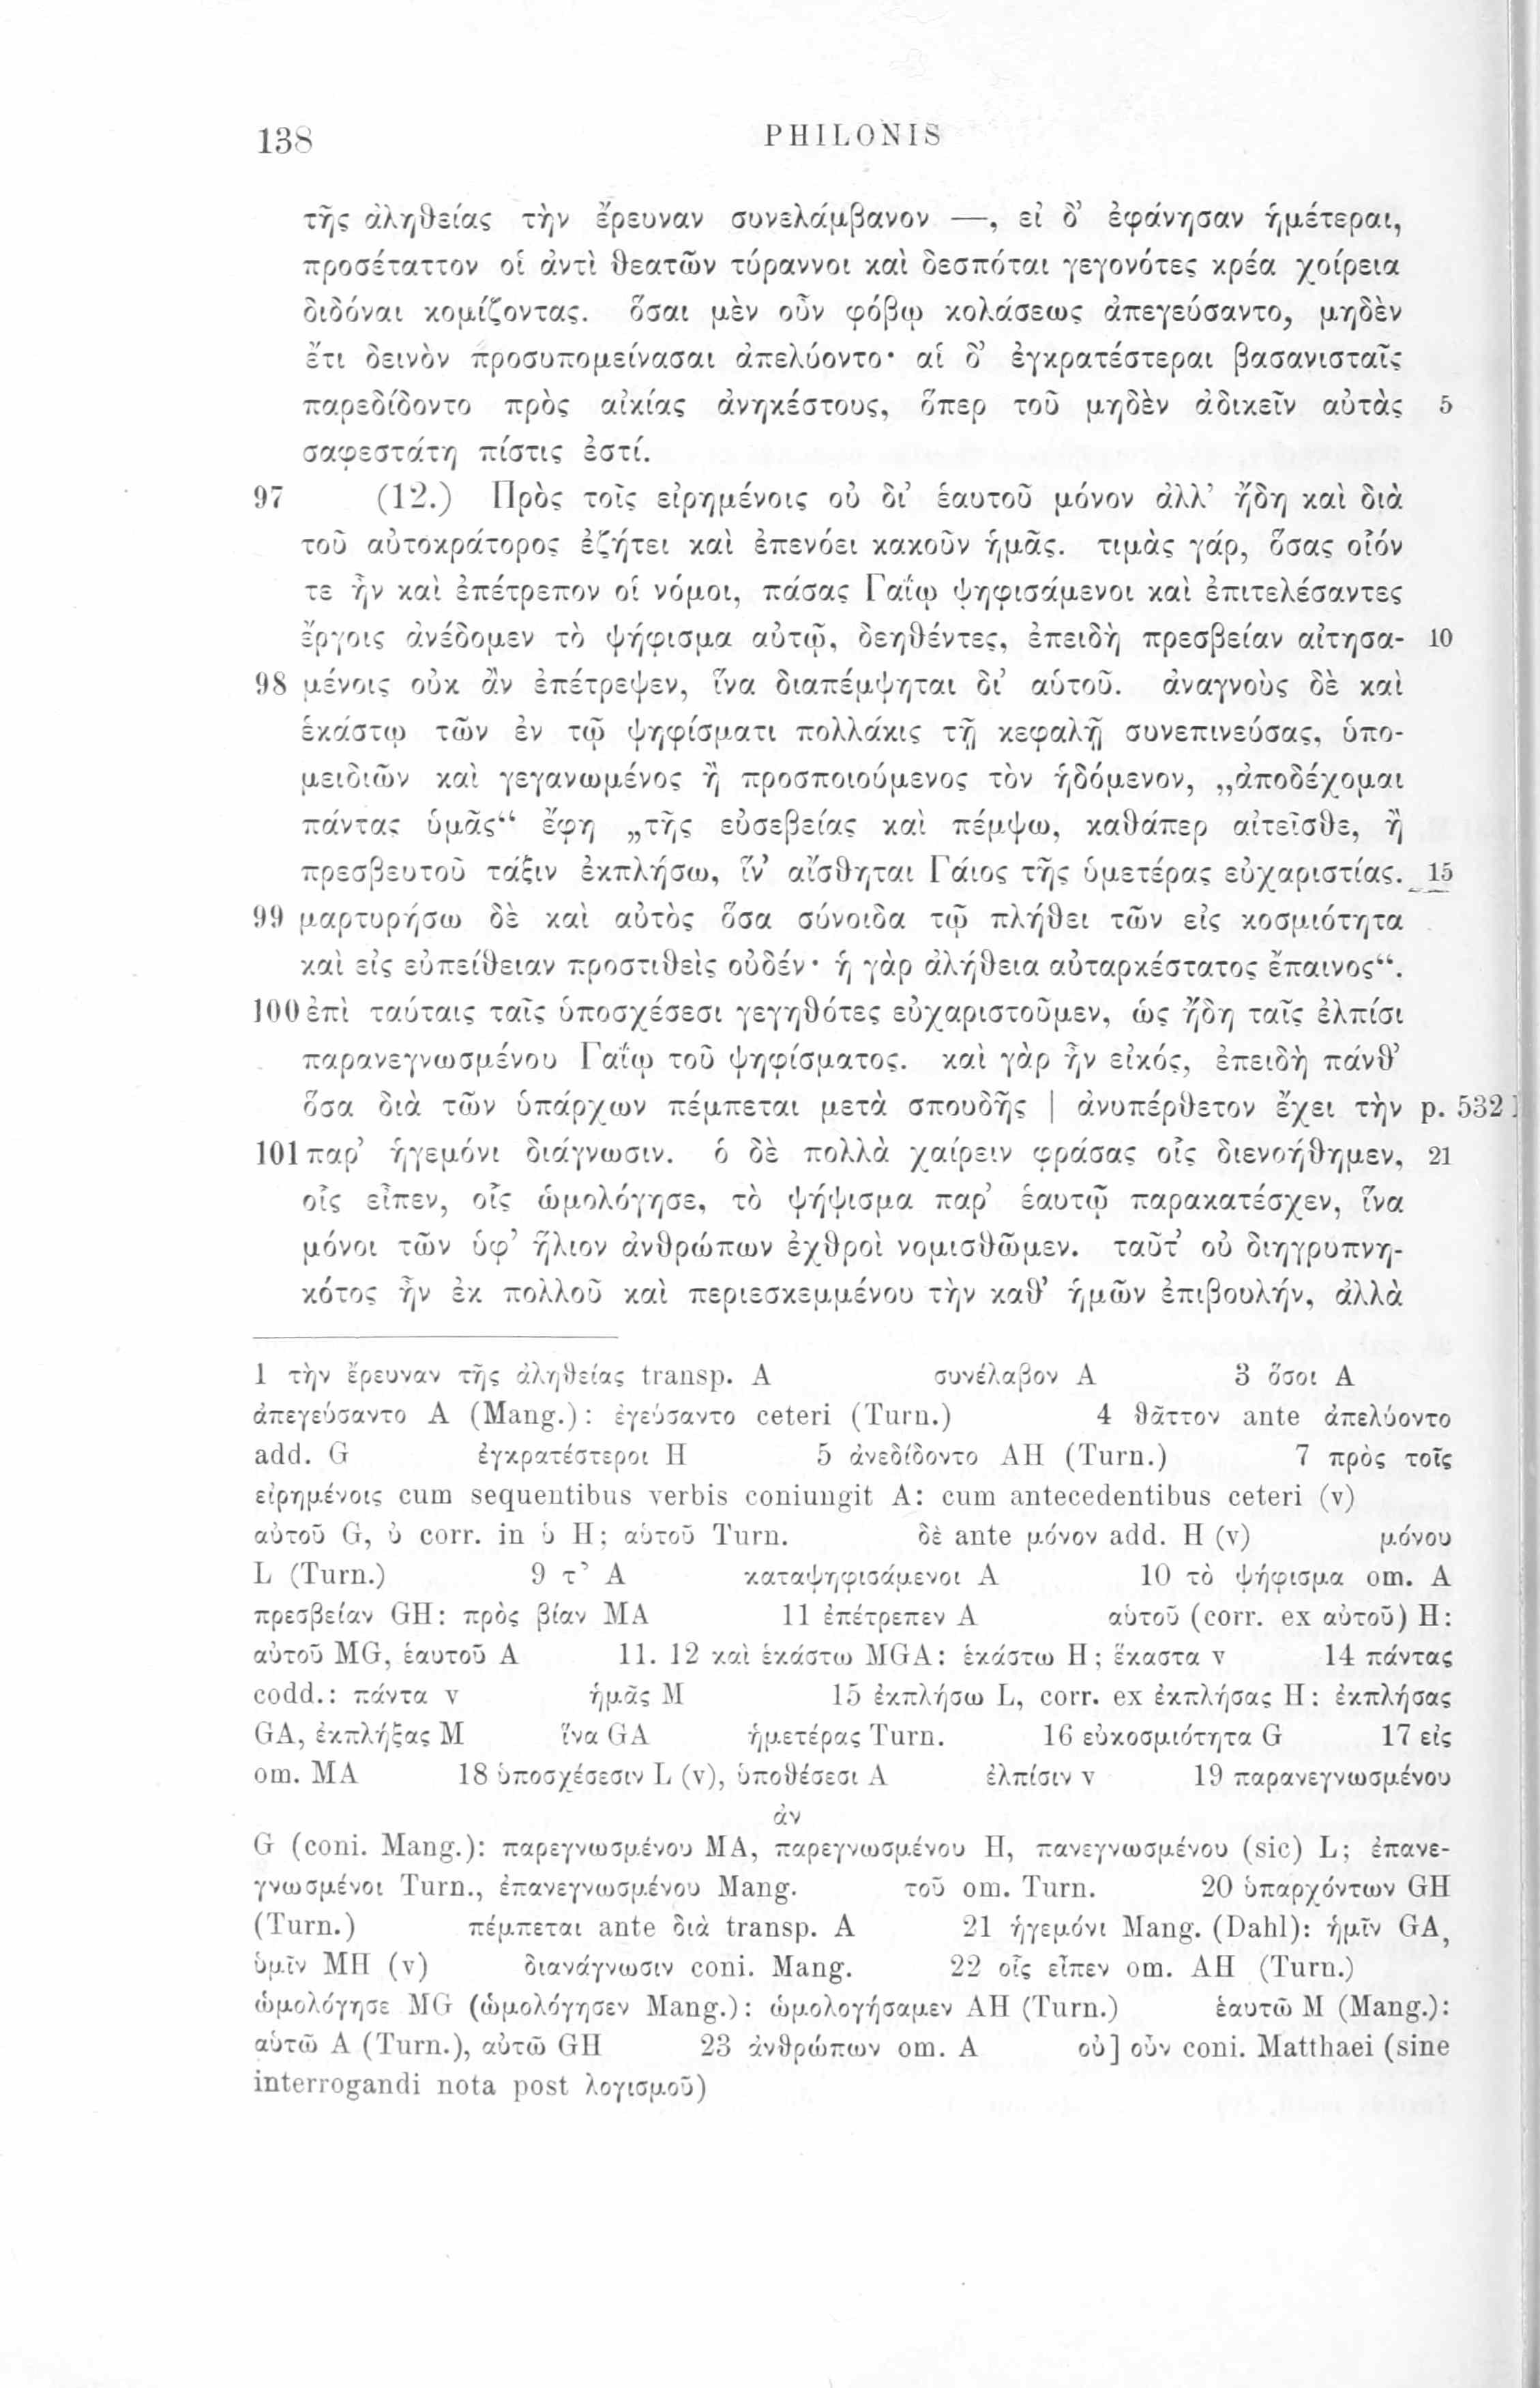 138 PHILONIS
τῆς ἀληθείας τὴν ἔρευναν συνελάμβανον —, εἰ δ’ ἐφάνησαν ἡμέτεραι,
προσέταττον οἱ ἀντὶ θεατῶν τύραννοι καὶ δεσπόται γεγονότες κρέα χοίρεια
διδόναι κομίζοντας. ὅσαι μὲν οὖν φόβῳ κολάσεως ἀπεγεύσαντο, μηδὲν
ἔτι δεινὸν προσυπομείνασαι ἀπελύοντο· αἱ δ’ ἐγκρατέστεραι βασανισταῖς
παρεδίδοντο πρὸς αἰκίας ἀνηκέστους, ὅπερ τοῦ μηδὲν ἀδικεῖν αὐτὰς 5
σαφεστάτη πίστις ἐστί.
97 (12.) Πρὸς τοῖς εἰρημένοις οὐ δι’ ἑαυτοῦ μόνον ἀλλ’ ἤδη καὶ διὰ
τοῦ αὐτοκράτορος ἐζήτει καὶ ἐπενόει κακοῦν ἡμᾶς. τιμὰς γάρ, ὅσας οἷόν
τε ἦν καὶ ἐπέτρεπον οἱ νόμοι, πάσας Γαΐῳ ψηφισάμενοι καὶ ἐπιτελέσαντες
ἔργοις ἀνέδομεν τὸ ψήφισμα αὐτῷ, δεηθέντες, ἐπειδὴ πρεσβείαν αἰτησα- 10
98 μένοις οὐκ ἂν ἐπέτρεψεν, ἵνα διαπέμψηται δι’ αὑτοῦ. ἀναγνοὺς δὲ καὶ
ἑκάστῳ τῶν ἐν τῷ ψηφίσματι πολλάκις τῇ κεφαλῇ συνεπινεύσας, ὑπο-
μειδιῶν καὶ γεγανωμένος ἢ προσποιούμενος τὸν ἡδόμενον, „ἀποδέχομαι
πάντας ὑμᾶς“ ἔφη „τῆς εὐσεβείας καὶ πέμψω, καθάπερ αἰτεῖσθε, ἢ
πρεσβευτοῦ τάξιν ἐκπλήσω, ἵν’ αἴσθηται Γάιος τῆς ὑμετέρας εὐχαριστίας. 15
99 μαρτυρήσω δὲ καὶ αὐτὸς ὅσα σύνοιδα τῷ πλήθει τῶν εἰς κοσμιότητα
καὶ εἰς εὐπείθειαν προστιθεὶς οὐδέν· ἡ γὰρ ἀλήθεια αὐταρκέστατος ἔπαινος“.
100 ἐπὶ ταύταις ταῖς ὑποσχέσεσι γεγηθότες εὐχαριστοῦμεν, ὡς ἤδη ταῖς ἐλπίσι
παρανεγνωσμένου Γαΐῳ τοῦ ψηφίσματος. καὶ γὰρ ἦν εἰκός, ἐπειδὴ πάνθ’
ὅσα διὰ τῶν ὑπάρχων πέμπεται μετὰ σπουδῆς | ἀνυπέρθετον ἔχει τὴν p. 532
101 παρ’ ἡγεμόνι διάγνωσιν. ὁ δὲ πολλὰ χαίρειν φράσας οἷς διενοήθημεν, 21
οἷς εἶπεν, οἷς ὡμολόγησε, τὸ ψήψισμα παρ’ ἑαυτῷ παρακατέσχεν, ἵνα
μόνοι τῶν ὑφ’ ἥλιον ἀνθρώπων ἐχθροὶ νομισθῶμεν. ταῦτ’ οὐ διηγρυπνη-
κότος ἦν ἐκ πολλοῦ καὶ περιεσκεμμένου τὴν καθ’ ἡμῶν ἐπιβουλήν, ἀλλὰ
1 τὴν ἔρευναν τῆς ἀληθείας transp. A συνέλαβον A 3 ὅσοι A
ἀπεγεύσαντο A (Mang.): ἐγεύσαντο ceteri (Turn.) 4 θᾶττον ante ἀπελύοντο
add. G ἐγκρατέστεροι H 5 ἀνεδίδοντο AH (Turn.) 7 πρὸς τοῖς
εἰρημένοις cum sequentibus verbis coniungit A: cum antecedentibus ceteri (v)
αὐτοῦ G, ὐ corr. in ὑ H; αὑτοῦ Turn. δὲ ante μόνον add. H (v) μόνου
L (Turn.) 9 τ’ A καταψηφισάμενοι A 10 τὸ ψήφισμα om. A
πρεσβείαν GH: πρὸς βίαν MA 11 ἐπέτρεπεν A αὑτοῦ (corr. ex αὐτοῦ) H:
αὐτοῦ MG, ἑαυτοῦ A 11. 12 καὶ ἑκάστω MGA: ἑκάστω H; ἕκαστα v 14 πάντας
codd.: πάντα v ἡμᾶς M 15 ἐκπλήσω L, corr. ex ἐκπλήσας H: ἐκπλήσας
GA, ἐκπλήξας M ἵνα GA ἡμετέρας Turn. 16 εὐκοσμιότητα G 17 εἰς
om. MA 18 ὑποσχέσεσιν L (v), ὑποθέσεσι A ἐλπίσιν v 19 παρανεγνωσμένου
ἀν
G (coni. Mang.): παρεγνωσμένου MA, παρεγνωσμένου H, πανεγνωσμένου (sic) L; ἐπανε-
γνωσμένοι Turn., ἐπανεγνωσμένου Mang. τοῦ om. Turn. 20 ὑπαρχόντων GH
(Turn.) πέμπεται ante διὰ transp. A 21 ἡγεμόνι Mang. (Dahl): ἡμῖν GA,
ὑμῖν MH (v) διανάγνωσιν coni. Mang. 22 οἷς εἶπεν om. AH (Turn.)
ὡμολόγησε MG (ὡμολόγησεν Mang.): ὡμολογήσαμεν AH (Turn.) ἑαυτῶ M (Mang.):
αὑτῶ A (Turn.), αὐτῶ GH 23 ἀνθρώπων om. A οὐ] οὖν coni. Matthaei (sine
interrogandi nota post λογισμοῦ)